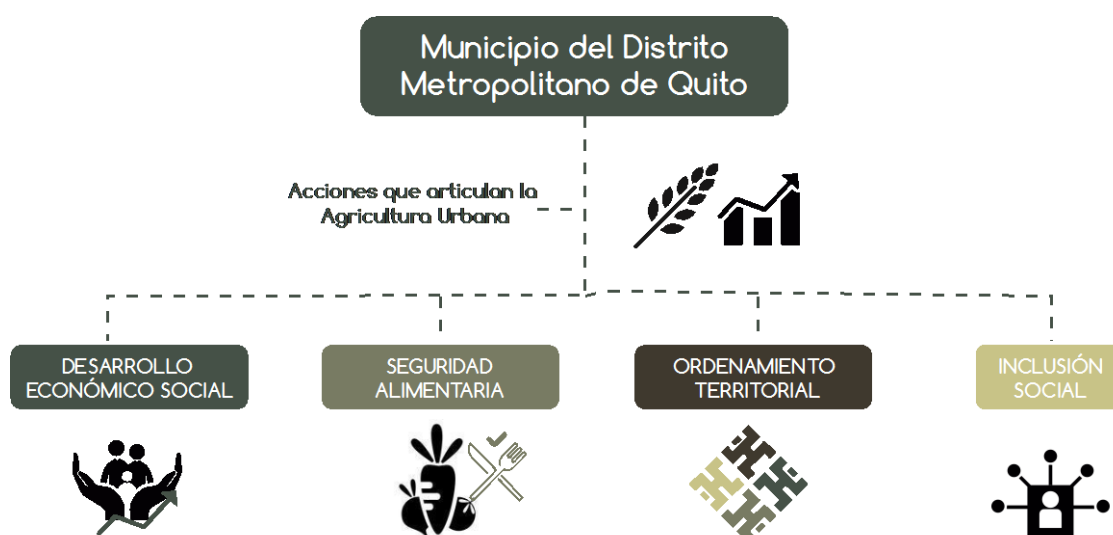 Municipio del Distrito
Metropolitano de Quito
Acciones que articulan la
Agricultura Urbana
DESARROLLO
ECONÓMICO SOCIAL
SEGURIDAD
ALIMENTARIA
ORDENAMIENTO
TERRITORIAL
INCLUSIÓN
SOCIAL